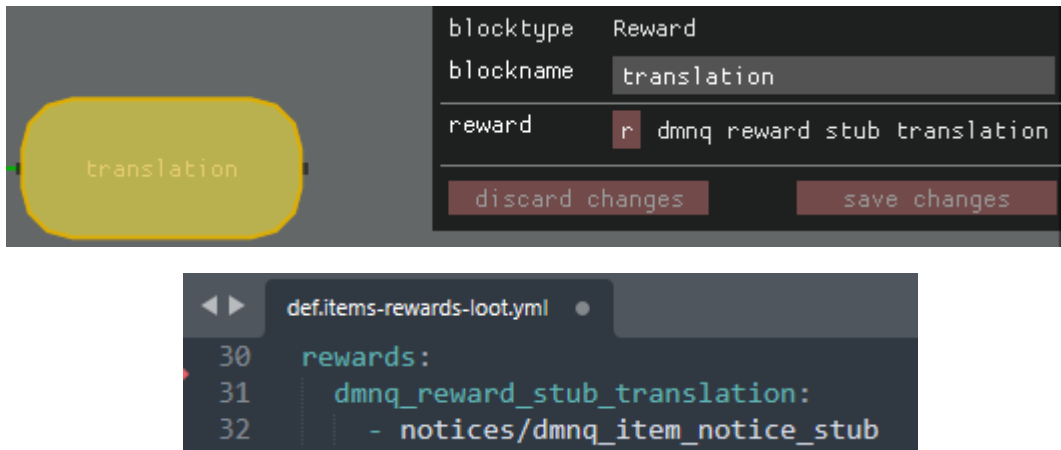 blocktype Reward
blockname translation
reward r dmnq reward stub translation
translation
discard changes save changes
def.items-rewards-loot.yml
30 rewards:
31 dmnq_reward_stub_translation:
32 - notices/dmnq_item_notice_stub